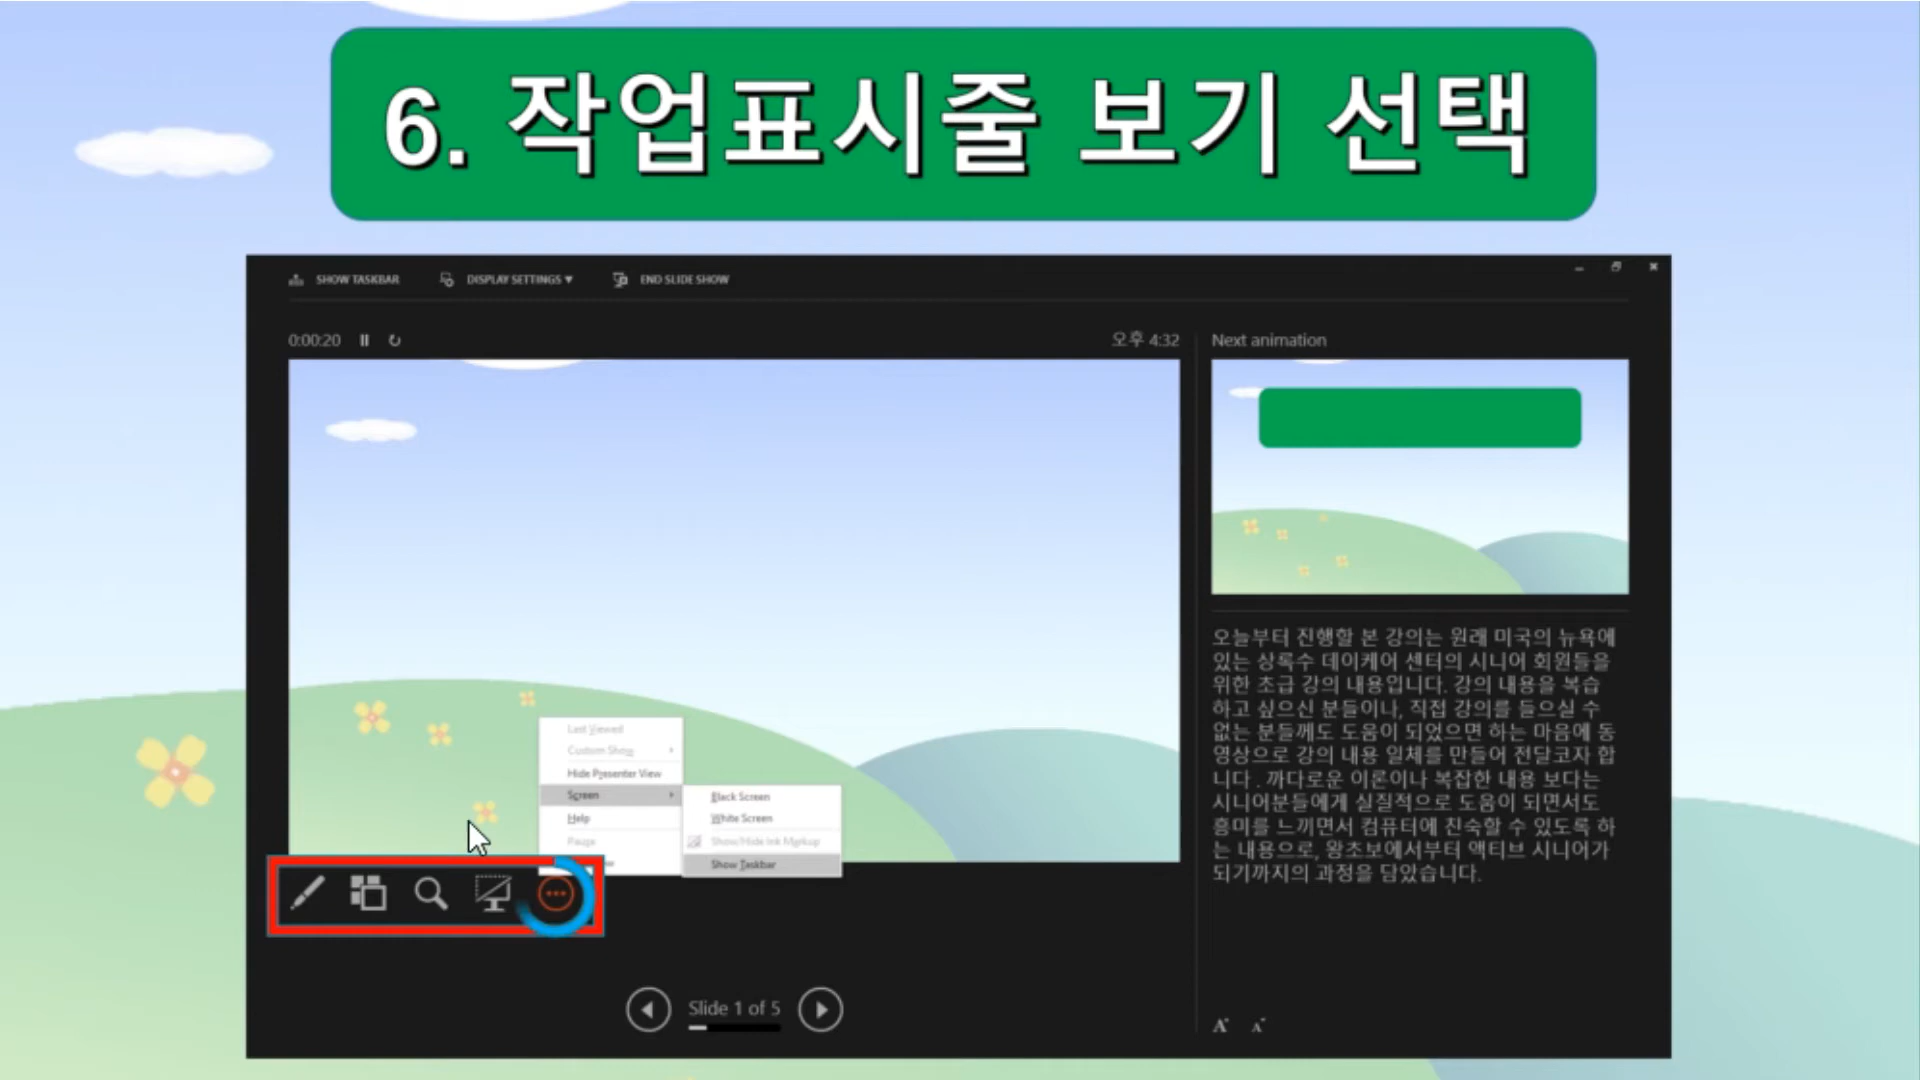 6. 작업표시줄 보기 선택
SHOW TASKBAR
DISPLAY SETTINGS ▼
END SLIDE SHOW
0:00:20
오후 4:32
Next animation
Last Viewed
Custom Show
Hide Presenter View
Screen
Help
Pause
Black Screen
White Screen
Show/Hide Ink Markup
Show Taskbar
오늘부터 진행할 본 강의는 원래 미국의 뉴욕에
있는 상록수 데이케어 센터의 시니어 회원들을
위한 초급 강의 내용입니다. 강의 내용을 복습
하고 싶으신 분들이나, 직접 강의를 들으실 수
없는 분들께도 도움이 되었으면 하는 마음에 동
영상으로 강의 내용 일체를 만들어 전달코자 합
니다 . 까다로운 이론이나 복잡한 내용 보다는
시니어분들에게 실질적으로 도움이 되면서도
흥미를 느끼면서 컴퓨터에 친숙할 수 있도록 하
는 내용으로, 왕초보에서부터 액티브 시니어가
되기까지의 과정을 담았습니다.
Slide 1 of 5
A A